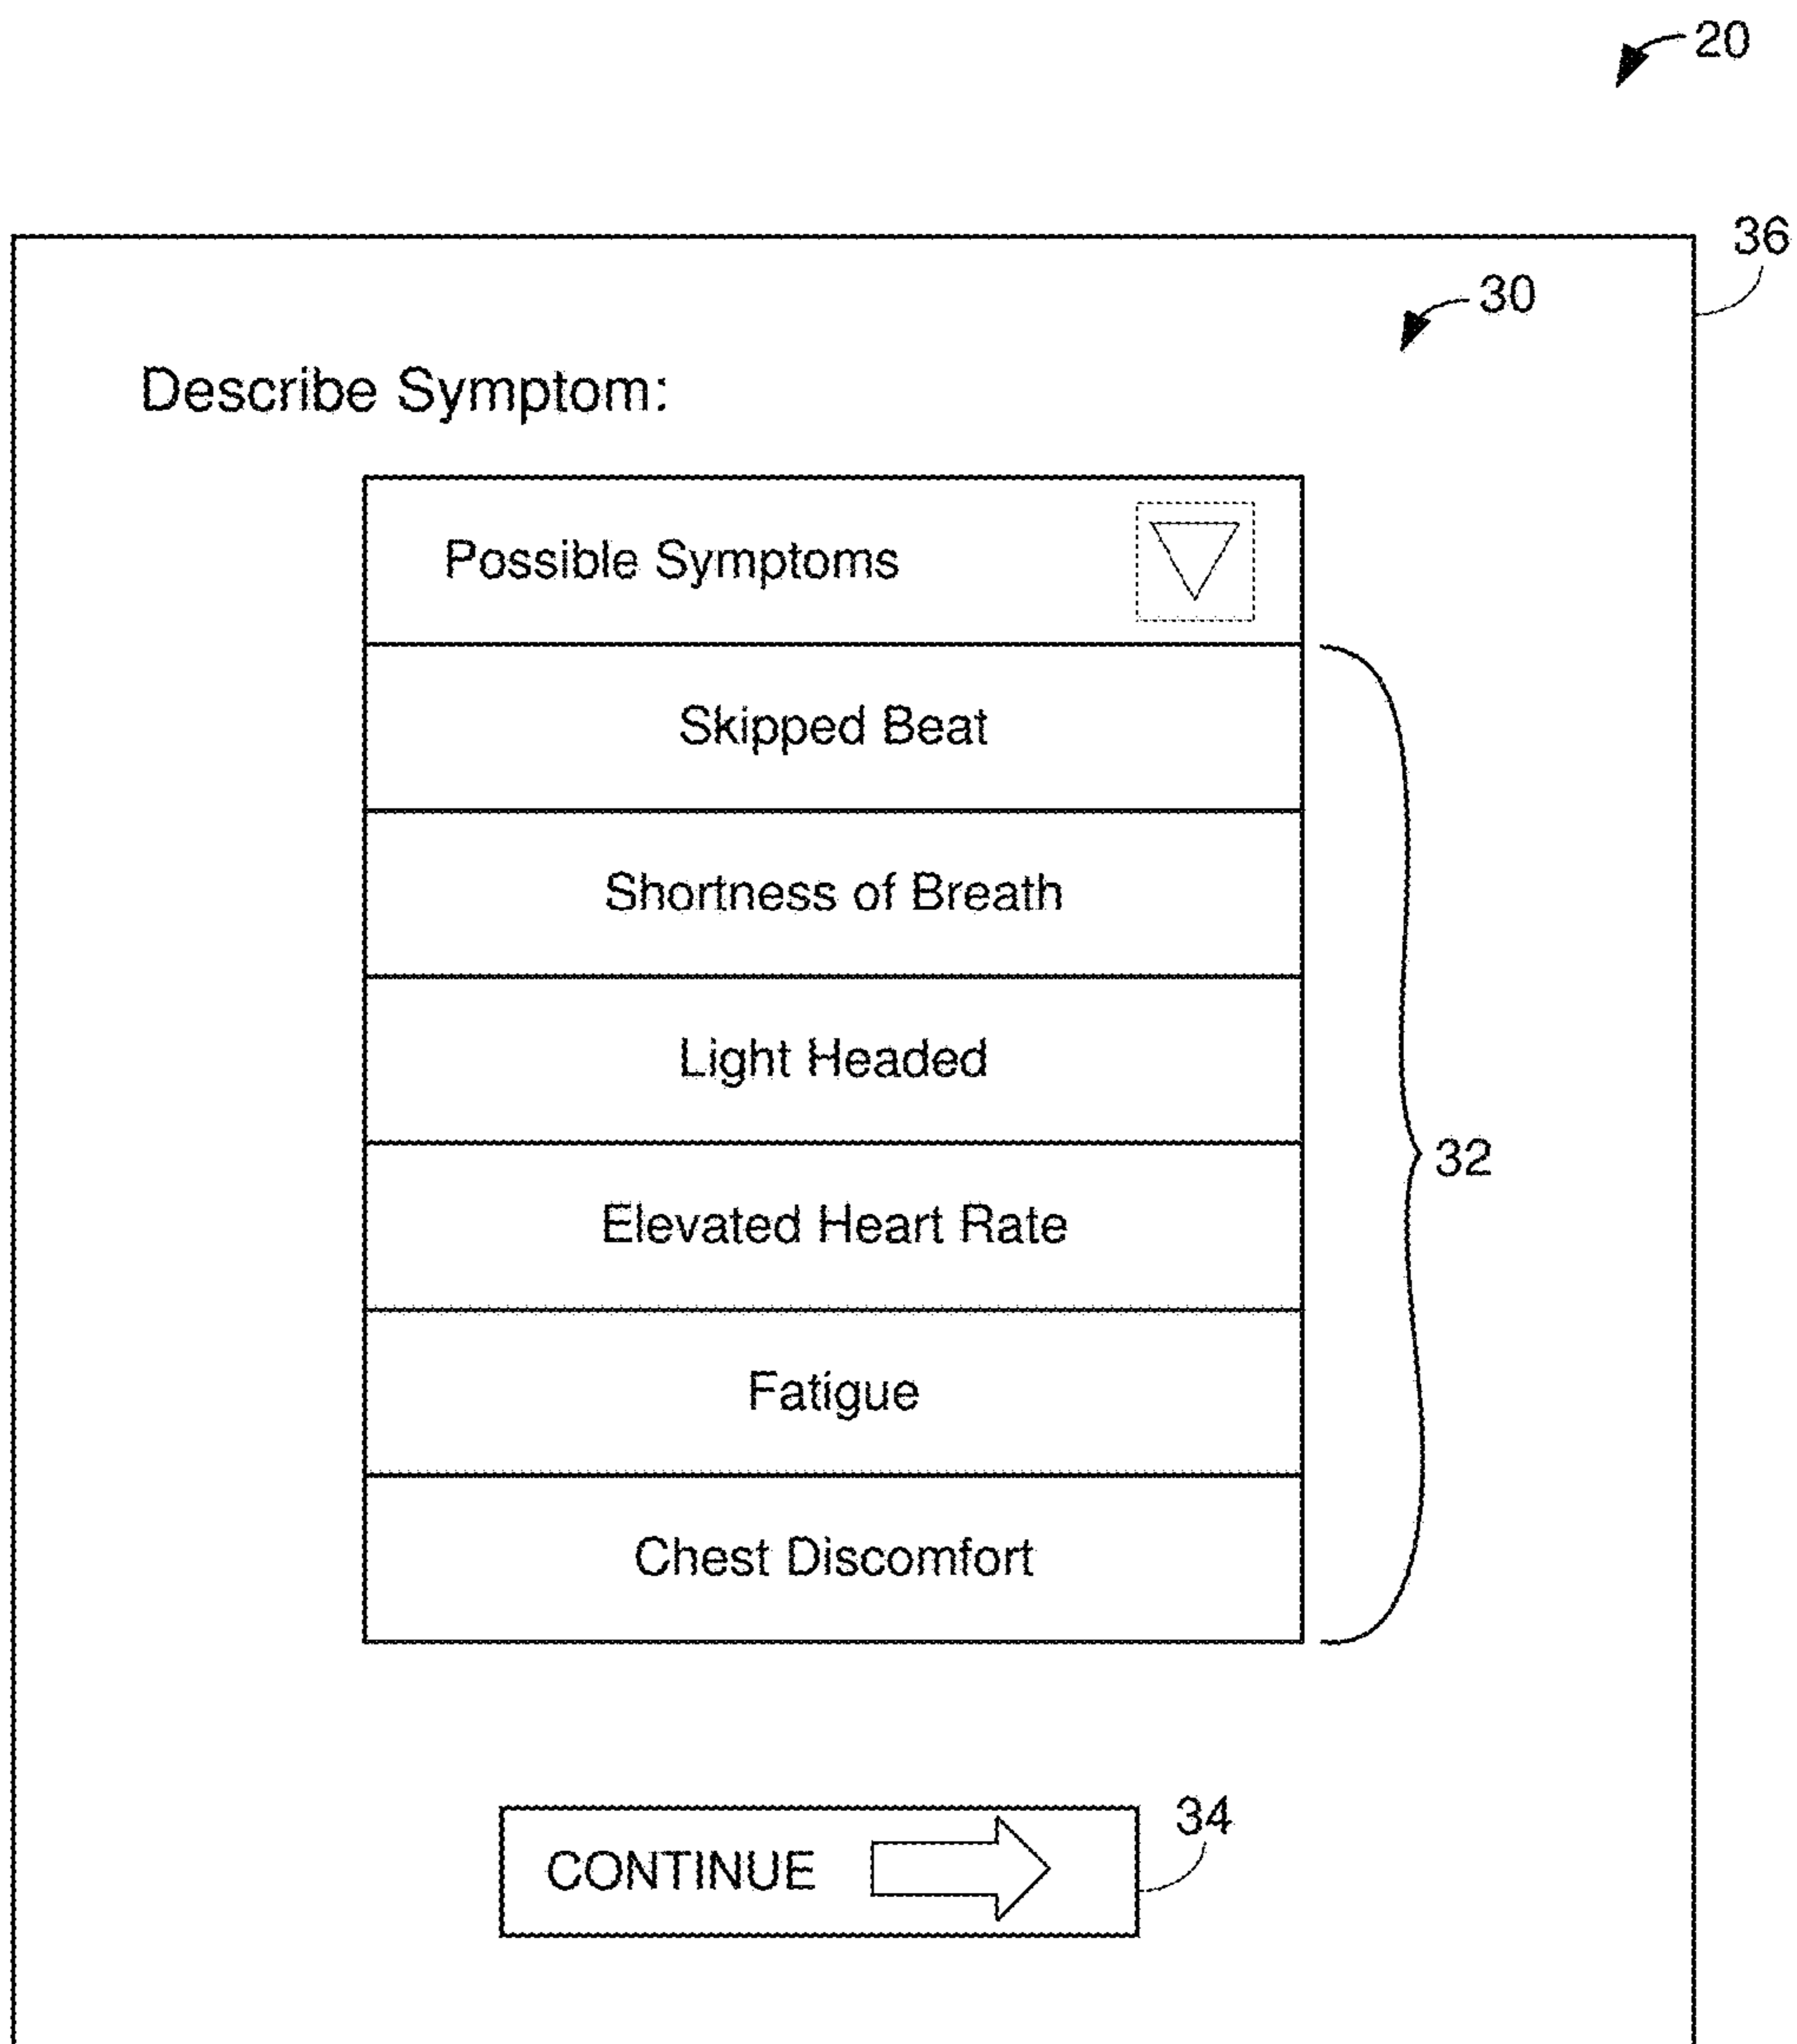 20
36
30
Describe Symptom:
Possible Symptoms
Skipped Beat
Shortness of Breath
Light Headed
32
Elevated Heart Rate
Fatigue
Chest Discomfort
34
CONTINUE